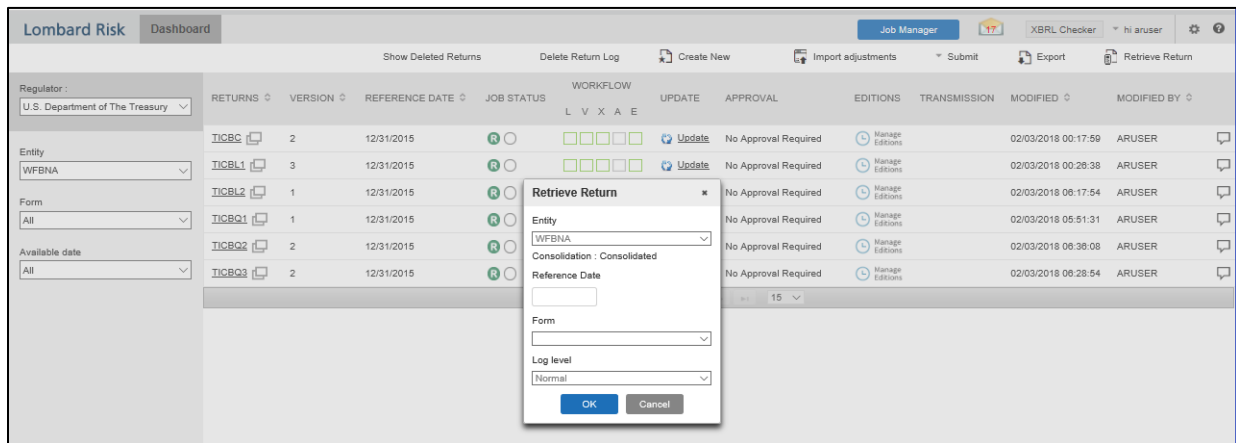 Lombard Risk Dashboard Job Manager 17 XBRL Checker hi aruser
Show Deleted Returns Delete Return Log Create New Import adjustments Submit Export Retrieve Return
Regulator :
U.S. Department of The Treasury
Entity
WFBNA
Form
All
Available date
All
RETURNS VERSION REFERENCE DATE JOB STATUS WORKFLOW UPDATE APPROVAL EDITIONS TRANSMISSION MODIFIED MODIFIED BY
L V X A E
TICBC 2 12/31/2015 R Update No Approval Required Manage Editions 02/03/2018 00:17:59 ARUSER
TICBL1 3 12/31/2015 R Update No Approval Required Manage Editions 02/03/2018 00:26:38 ARUSER
TICBL2 1 12/31/2015 R No Approval Required Manage Editions 02/03/2018 06:17:54 ARUSER
TICBQ1 1 12/31/2015 R No Approval Required Manage Editions 02/03/2018 05:51:31 ARUSER
TICBQ2 2 12/31/2015 R No Approval Required Manage Editions 02/03/2018 06:36:08 ARUSER
TICBQ3 2 12/31/2015 R No Approval Required Manage Editions 02/03/2018 06:28:54 ARUSER
15
Retrieve Return
Entity
WFBNA
Consolidation : Consolidated
Reference Date
Form
Log level
Normal
OK Cancel